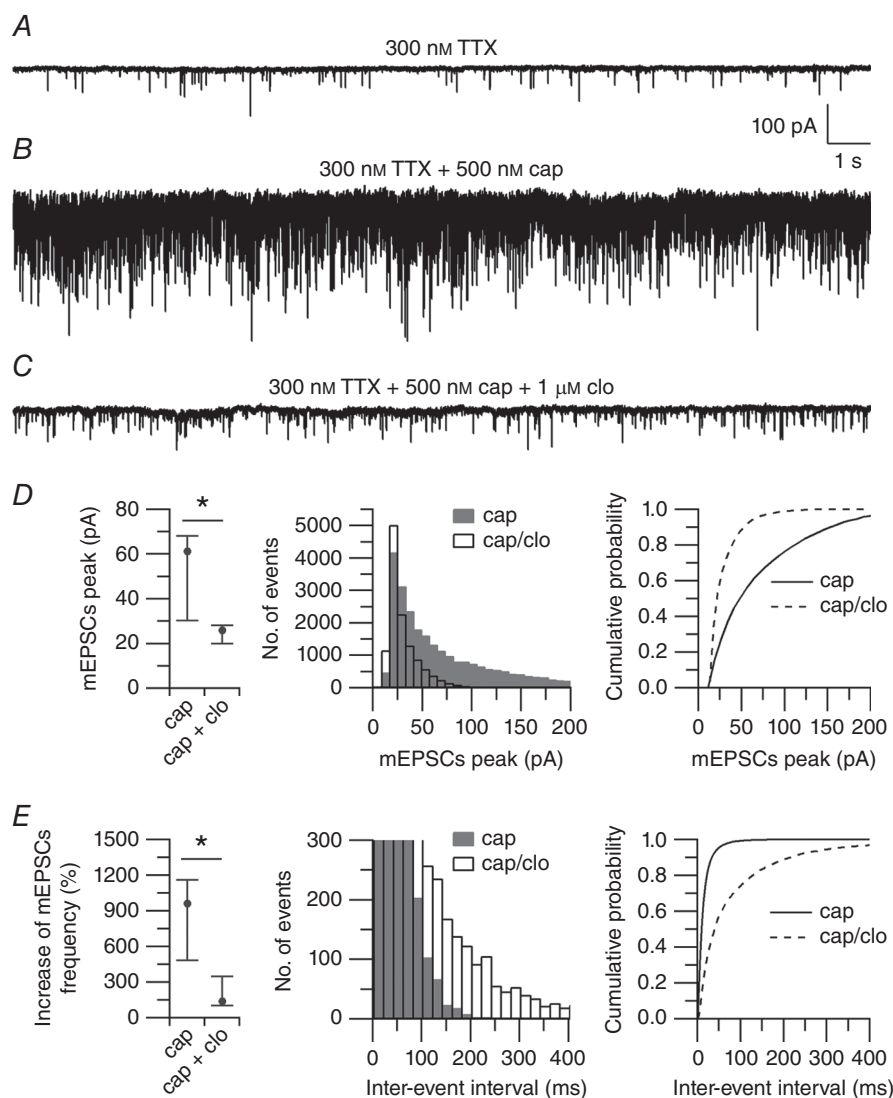 A
300 nM TTX
100 pA
1 s
B
300 nM TTX + 500 nM cap
C
300 nM TTX + 500 nM cap + 1 μM clo
D
mEPSCs peak (pA)
80
60
40
20
0
cap
cap + clo
No. of events
5000
4000
3000
2000
1000
0
cap
cap/clo
0 50 100 150 200
mEPSCs peak (pA)
Cumulative probability
1.0
0.8
0.6
0.4
0.2
0.0
cap
cap/clo
0 50 100 150 200
mEPSCs peak (pA)
E
Increase of mEPSCs
frequency (%)
1500
1200
900
600
300
0
cap
cap + clo
*
*
No. of events
300
200
100
0
cap
cap/clo
0 100 200 300 400
Inter-event interval (ms)
Cumulative probability
1.0
0.8
0.6
0.4
0.2
0.0
cap
cap/clo
0 100 200 300 400
Inter-event interval (ms)